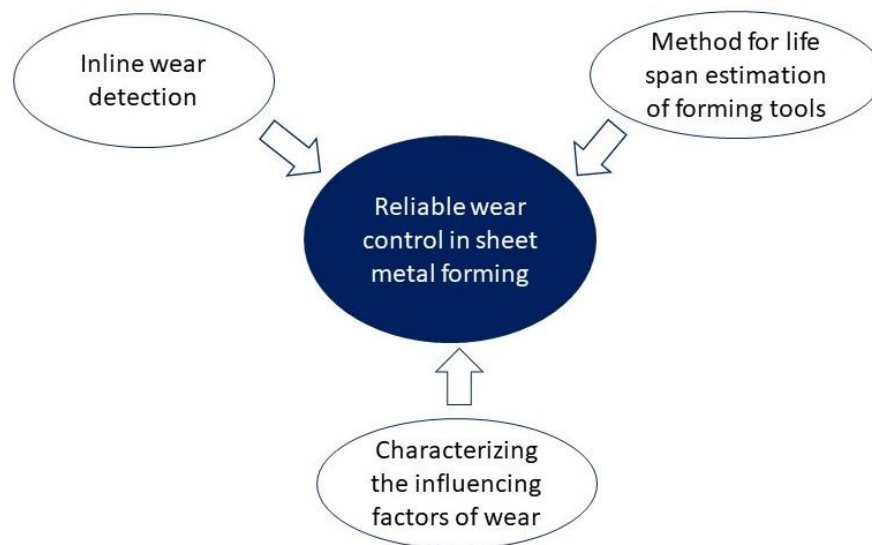 Inline wear
detection
Method for life
span estimation
of forming tools
Reliable wear
control in sheet
metal forming
Characterizing
the influencing
factors of wear